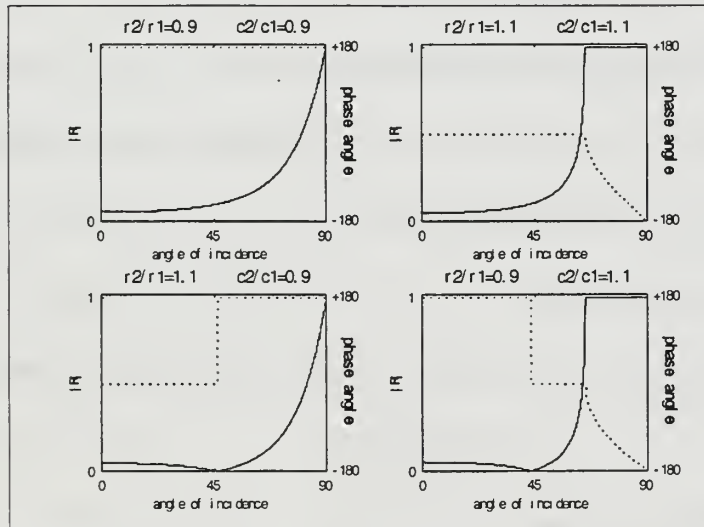 r2/r1=0.9 c2/c1=0.9
1
+180
|R|
phase angle
0
-180
0 45 90
angle of incidence
r2/r1=1.1 c2/c1=1.1
1
+180
|R|
phase angle
0
-180
0 45 90
angle of incidence
r2/r1=1.1 c2/c1=0.9
1
+180
|R|
phase angle
0
-180
0 45 90
angle of incidence
r2/r1=0.9 c2/c1=1.1
1
+180
|R|
phase angle
0
-180
0 45 90
angle of incidence